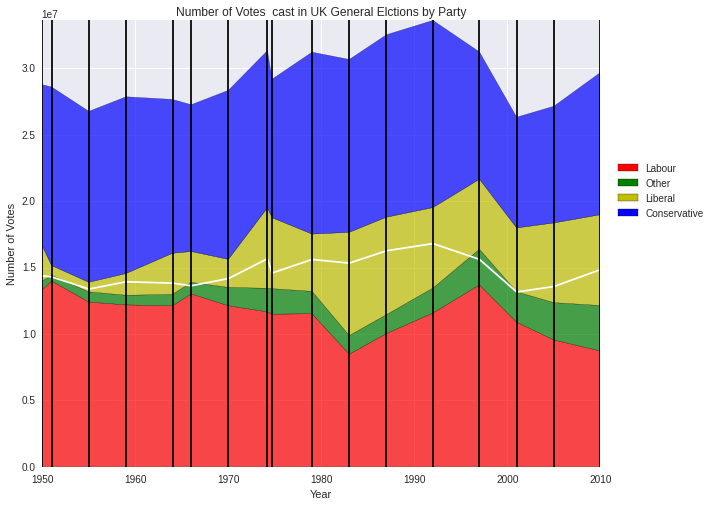 Number of Votes  cast in UK General Elctions by Party
1e7
3.0
2.5
2.0
1.5
1.0
0.5
0.0
Number of Votes
1950 1960 1970 1980 1990 2000 2010
Year
Labour
Other
Liberal
Conservative